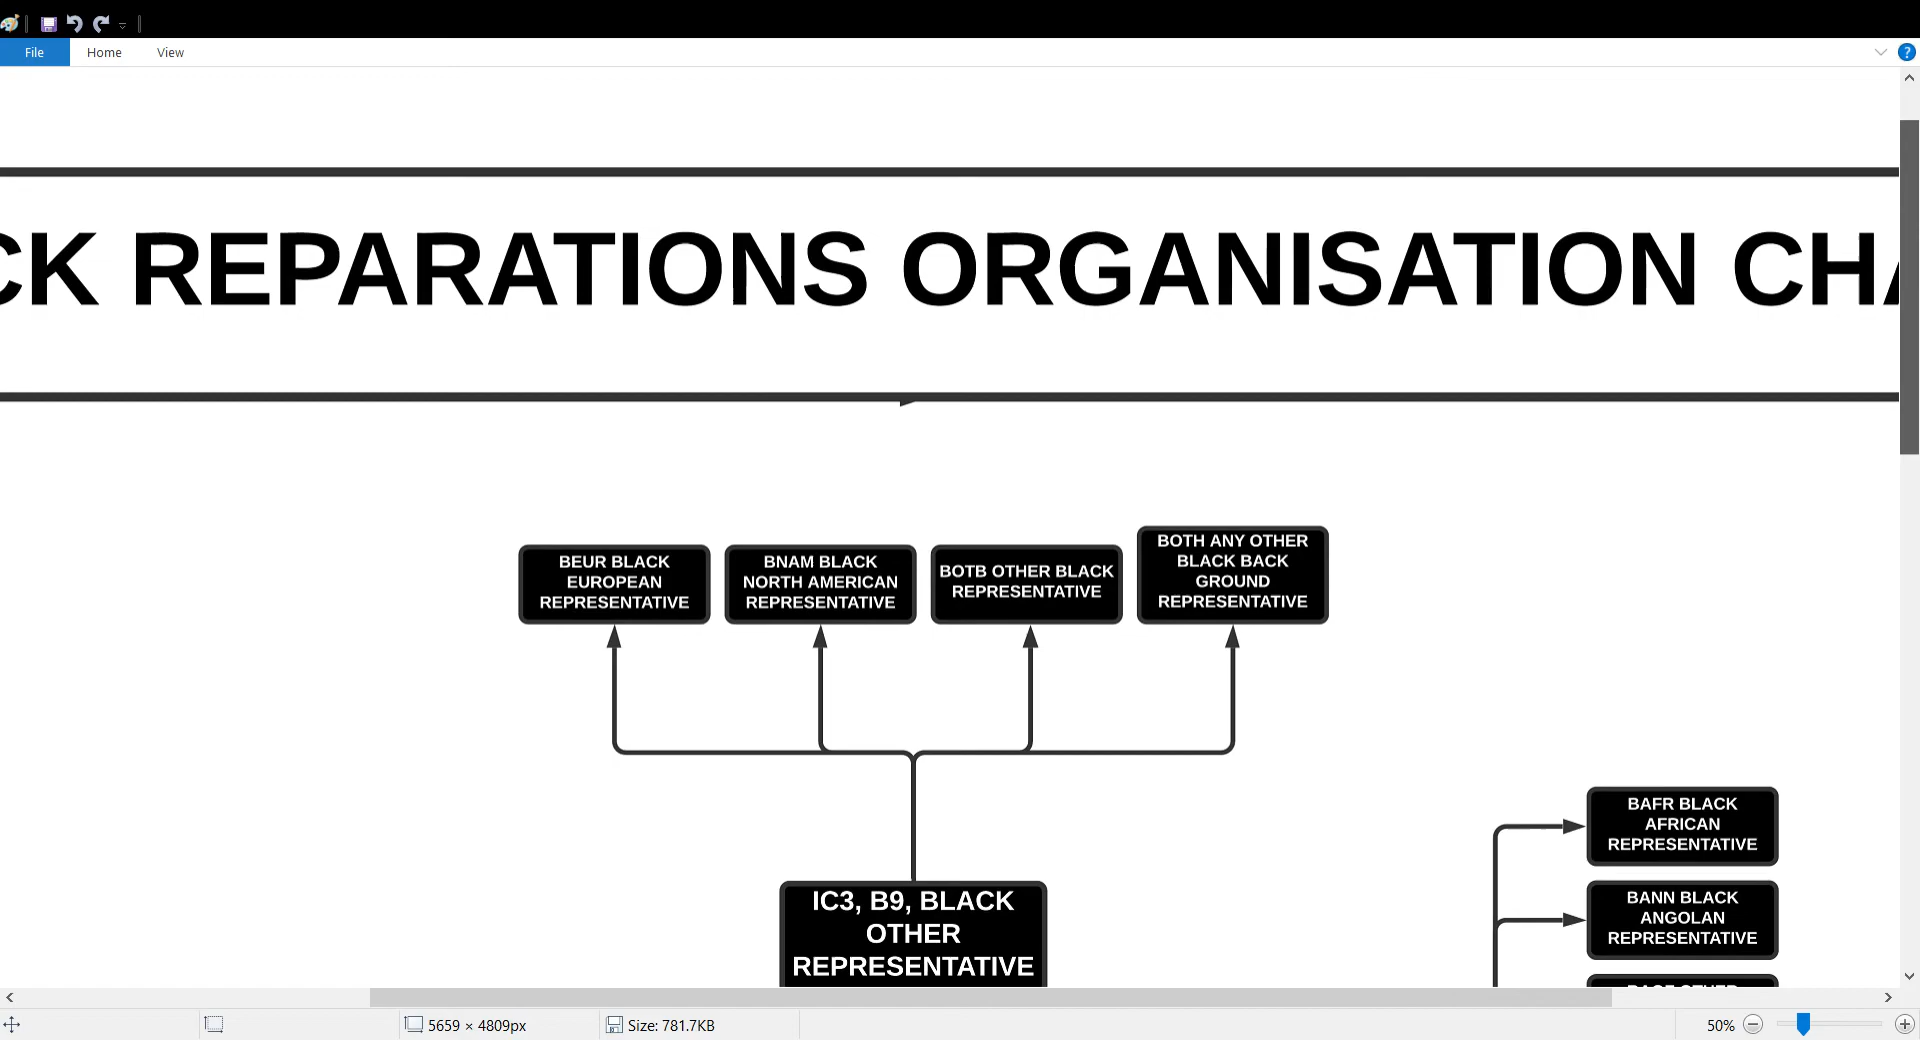 File Home View
?
CK REPARATIONS ORGANISATION CHA
BEUR BLACK
EUROPEAN
REPRESENTATIVE
BNAM BLACK
NORTH AMERICAN
REPRESENTATIVE
BOTB OTHER BLACK
REPRESENTATIVE
BOTH ANY OTHER
BLACK BACK
GROUND
REPRESENTATIVE
BAFR BLACK
AFRICAN
REPRESENTATIVE
IC3, B9, BLACK
OTHER
REPRESENTATIVE
BANN BLACK
ANGOLAN
REPRESENTATIVE
5659 × 4809px
Size: 781.7KB
50%